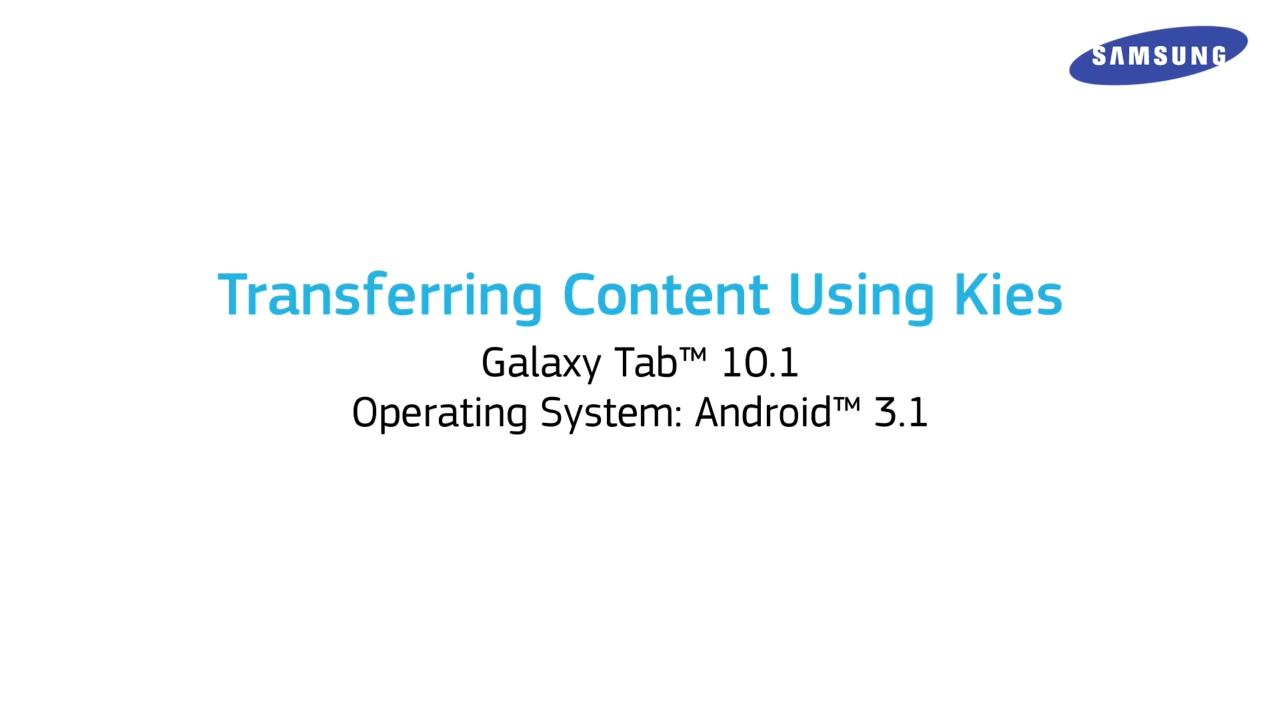 SAMSUNG
Transferring Content Using Kies
Galaxy Tab™ 10.1
Operating System: Android™ 3.1